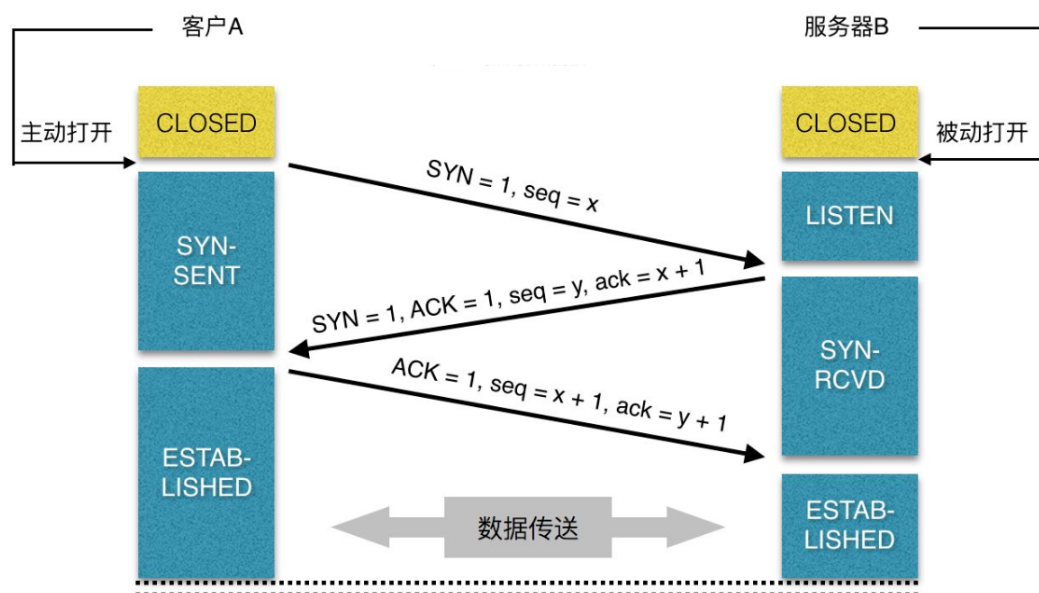 客户A
服务器B
主动打开
CLOSED
CLOSED
被动打开
SYN = 1, seq = x
LISTEN
SYN-
SENT
SYN = 1, ACK = 1, seq = y, ack = x + 1
SYN-
RCVD
ACK = 1, seq = x + 1, ack = y + 1
ESTAB-
LISHED
数据传送
ESTAB-
LISHED